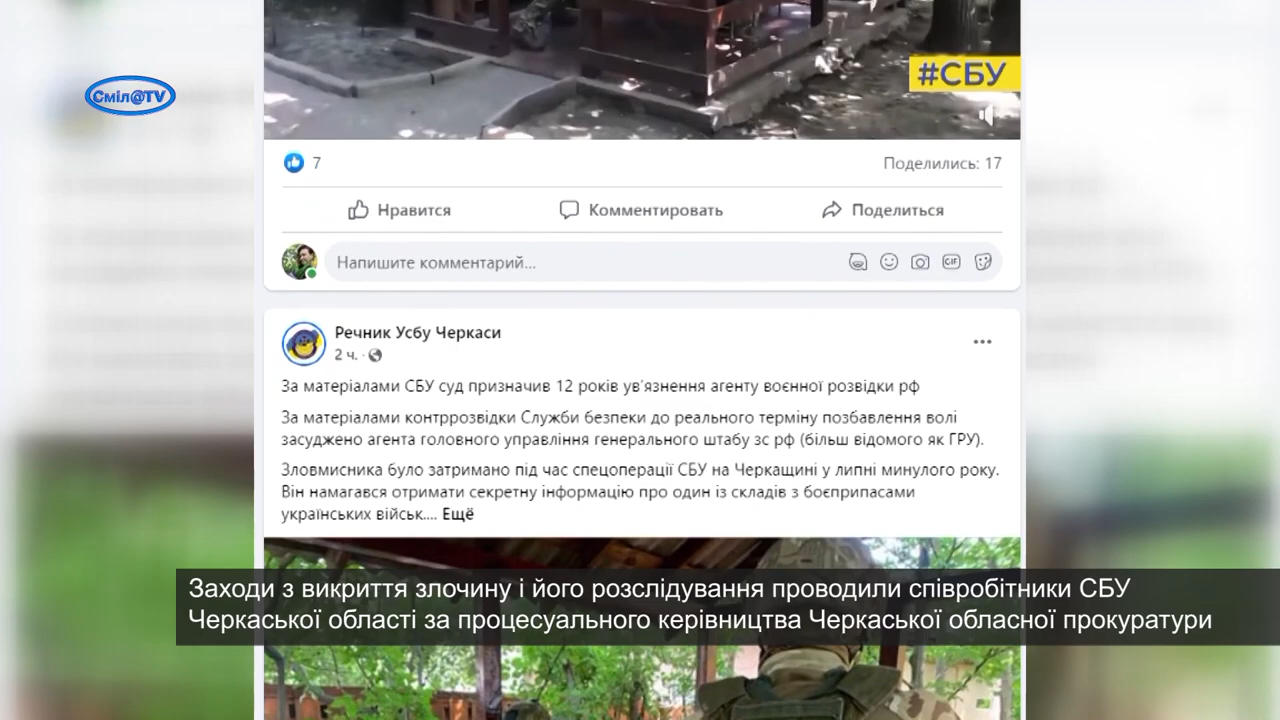 #СБУ
Сміл@TV
7
Поделились: 17
Нравится
Комментировать
Поделиться
Напишите комментарий...
GIF
Речник Усбу Черкаси
2 ч. ·
За матеріалами СБУ суд призначив 12 років ув’язнення агенту воєнної розвідки рф
За матеріалами контррозвідки Служби безпеки до реального терміну позбавлення волі
засуджено агента головного управління генерального штабу зс рф (більш відомого як ГРУ).
Зловмисника було затримано під час спецоперації СБУ на Черкащині у липні минулого року.
Він намагався отримати секретну інформацію про один із складів з боєприпасами
українських військ.... Ещё
Заходи з викриття злочину і його розслідування проводили співробітники СБУ
Черкаської області за процесуального керівництва Черкаської обласної прокуратури